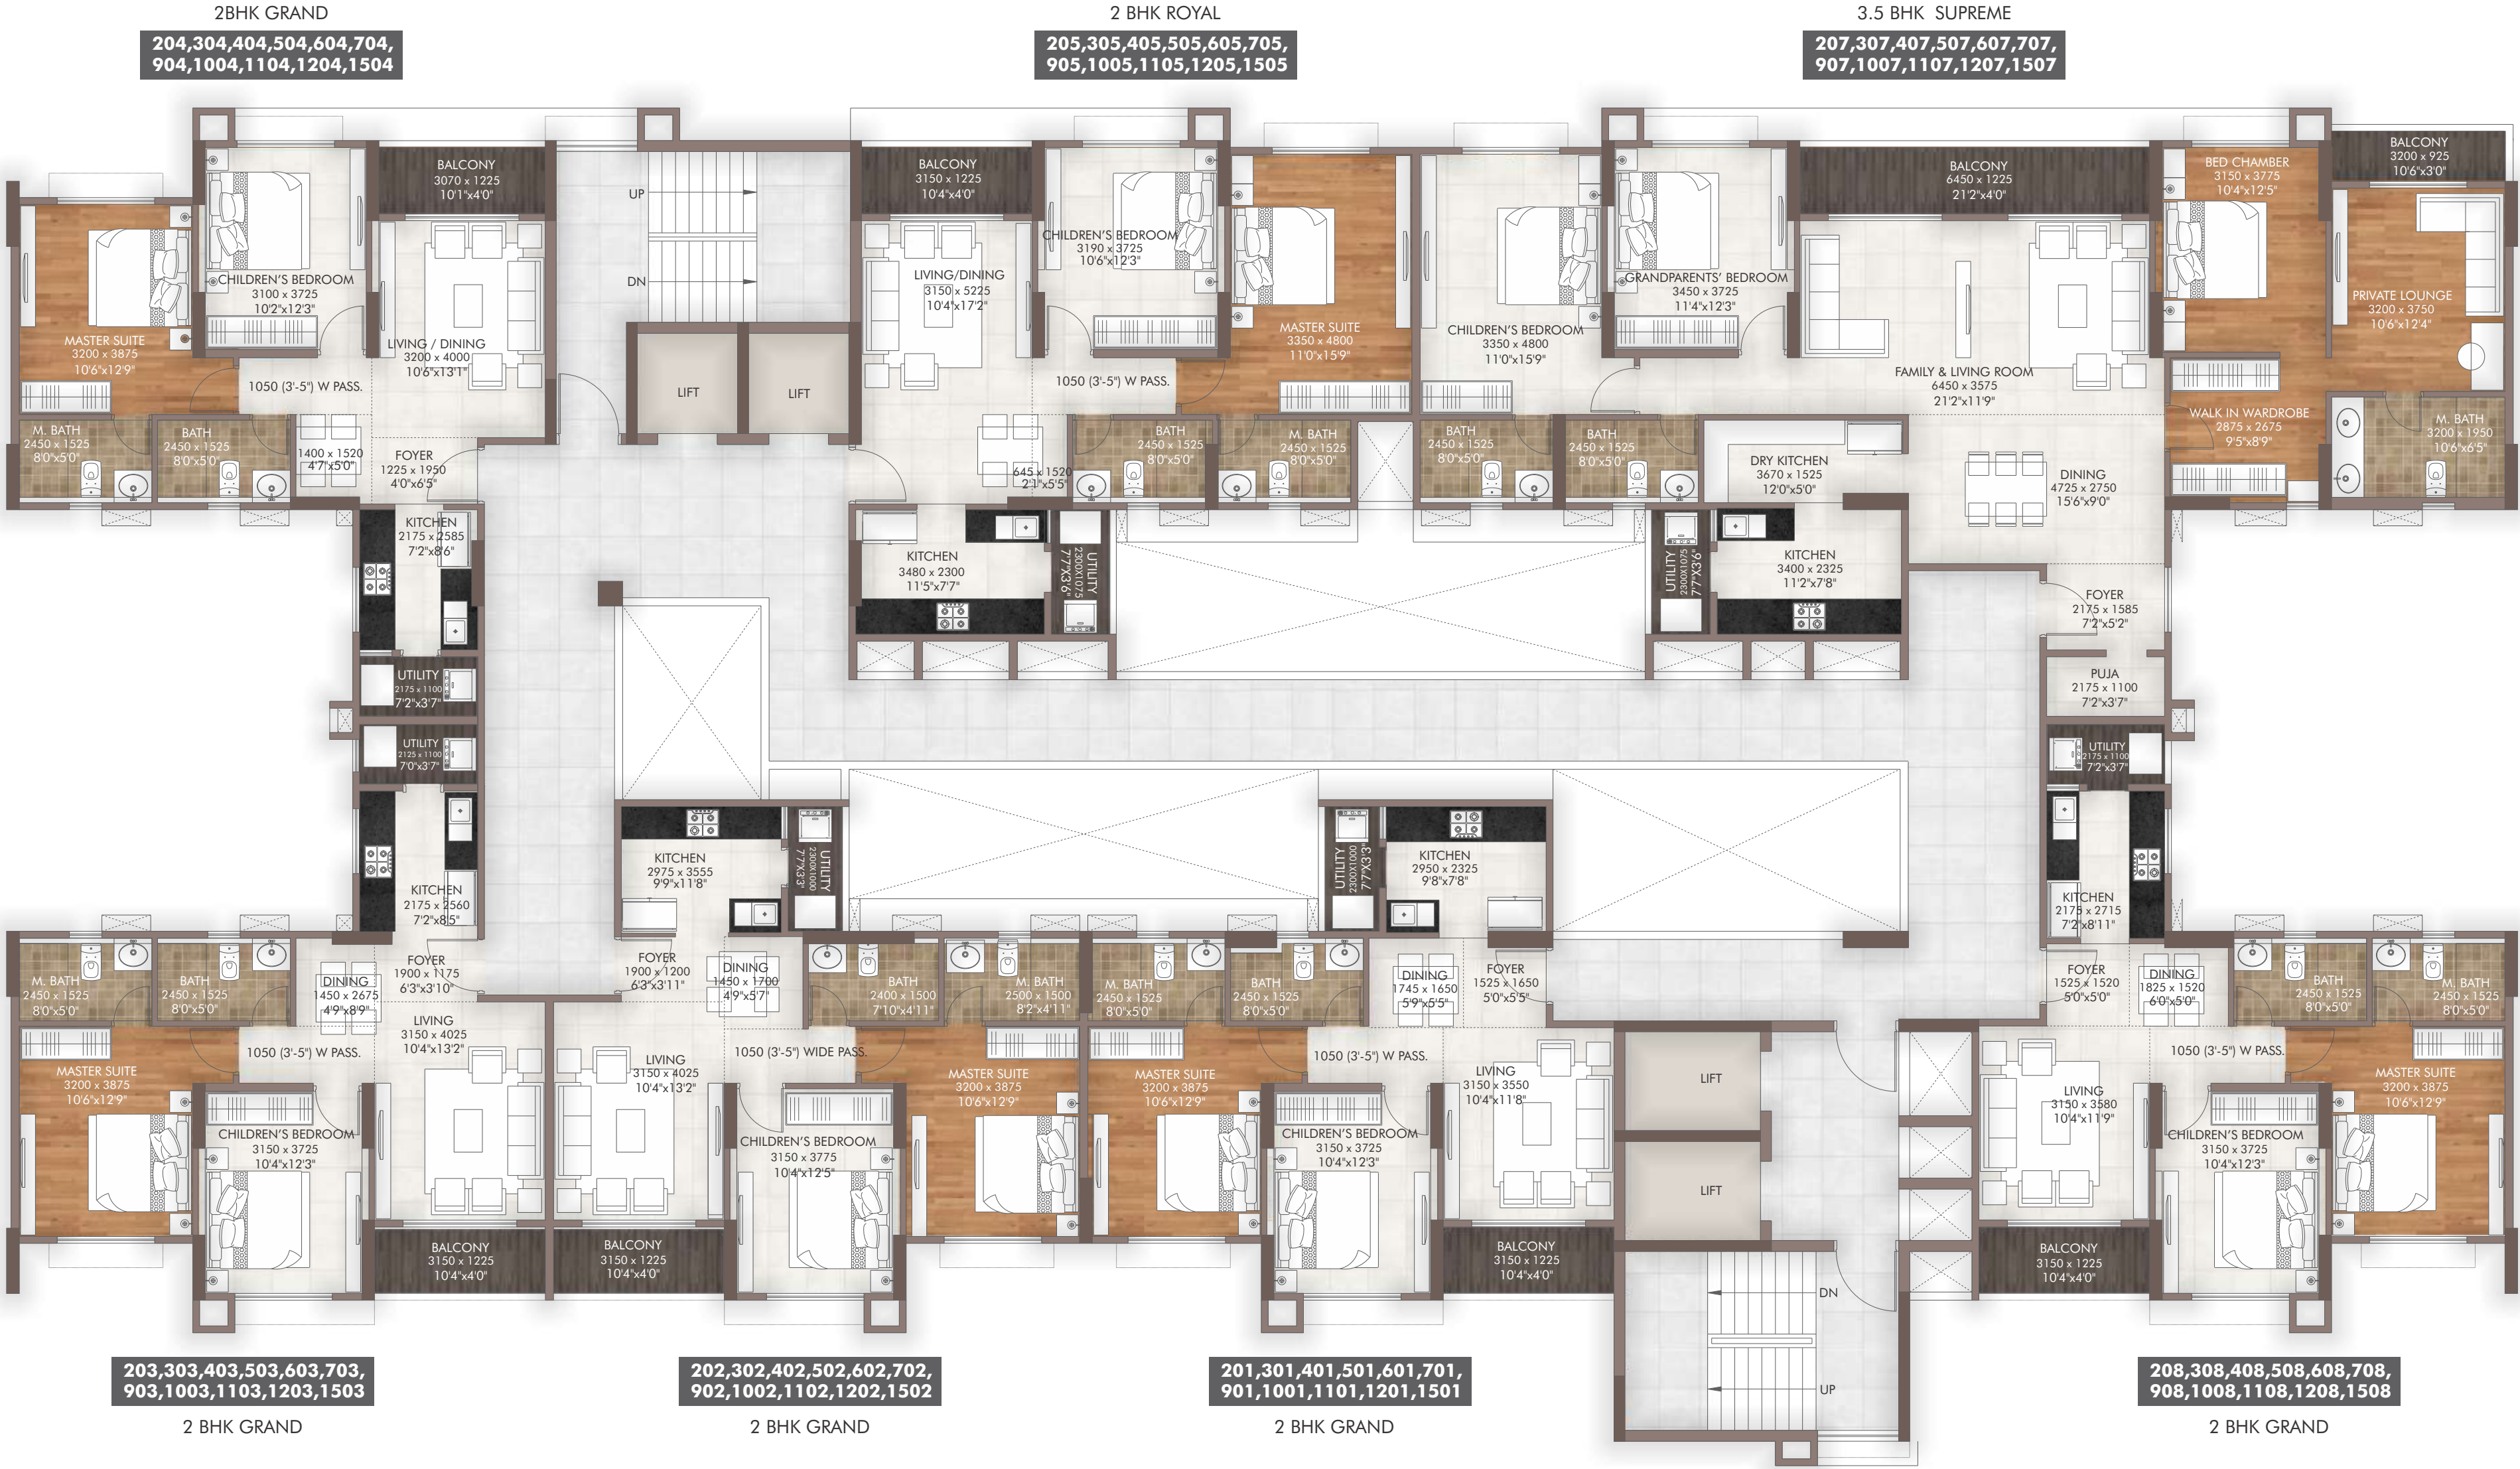 2BHK GRAND
204,304,404,504,604,704,
904,1004,1104,1204,1504
2 BHK ROYAL
205,305,405,505,605,705,
905,1005,1105,1205,1505
3.5 BHK SUPREME
207,307,407,507,607,707,
907,1007,1107,1207,1507
BALCONY
3070 x 1225
10'1"x4'0"
CHILDREN'S BEDROOM
3100 x 3725
10'2"x12'3"
MASTER SUITE
3200 x 3875
10'6"x12'9"
LIVING / DINING
3200 x 4000
10'6"x13'1"
1050 (3'-5") W PASS.
M. BATH
2450 x 1525
8'0"x5'0"
BATH
2450 x 1525
8'0"x5'0"
1400 x 1520
4'7"x5'0"
FOYER
1225 x 1950
4'0"x6'5"
KITCHEN
2175 x 2585
7'2"x8'6"
UTILITY
2175 x 1100
7'2"x3'7"
UP
DN
LIFT
LIFT
BALCONY
3150 x 1225
10'4"x4'0"
CHILDREN'S BEDROOM
3190 x 3725
10'6"x12'3"
LIVING/DINING
3150 x 5225
10'4"x17'2"
MASTER SUITE
3350 x 4800
11'0"x15'9"
1050 (3'-5") W PASS.
645 x 1520
2'1"x5'5"
BATH
2450 x 1525
8'0"x5'0"
M. BATH
2450 x 1525
8'0"x5'0"
KITCHEN
3480 x 2300
11'5"x7'7"
UTILITY
2300X1075
7'7"X3'6"
CHILDREN'S BEDROOM
3350 x 4800
11'0"x15'9"
GRANDPARENTS' BEDROOM
3450 x 3725
11'4"x12'3"
BALCONY
6450 x 1225
21'2"x4'0"
FAMILY & LIVING ROOM
6450 x 3575
21'2"x11'9"
BED CHAMBER
3150 x 3775
10'4"x12'5"
BALCONY
3200 x 925
10'6"x3'0"
PRIVATE LOUNGE
3200 x 3750
10'6"x12'4"
WALK IN WARDROBE
2875 x 2675
9'5"x8'9"
M. BATH
3200 x 1950
10'6"x6'5"
BATH
2450 x 1525
8'0"x5'0"
BATH
2450 x 1525
8'0"x5'0"
DRY KITCHEN
3670 x 1525
12'0"x5'0"
DINING
4725 x 2750
15'6"x9'0"
UTILITY
2300X1075
7'7"X3'6"
KITCHEN
3400 x 2325
11'2"x7'8"
FOYER
2175 x 1585
7'2"x5'2"
PUJA
2175 x 1100
7'2"x3'7"
UTILITY
2125 x 1100
7'0"x3'7"
KITCHEN
2175 x 2560
7'2"x8'5"
M. BATH
2450 x 1525
8'0"x5'0"
BATH
2450 x 1525
8'0"x5'0"
DINING
1450 x 2675
4'9"x8'9"
FOYER
1900 x 1175
6'3"x3'10"
LIVING
3150 x 4025
10'4"x13'2"
1050 (3'-5") W PASS.
MASTER SUITE
3200 x 3875
10'6"x12'9"
CHILDREN'S BEDROOM
3150 x 3725
10'4"x12'3"
BALCONY
3150 x 1225
10'4"x4'0"
KITCHEN
2975 x 3555
9'9"x11'8"
UTILITY
2300X1000
7'7"X3'3"
FOYER
1900 x 1200
6'3"x3'11"
DINING
1450 x 1700
4'9"x5'7"
BATH
2400 x 1500
7'10"x4'11"
M. BATH
2500 x 1500
8'2"x4'11"
LIVING
3150 x 4025
10'4"x13'2"
1050 (3'-5") WIDE PASS.
MASTER SUITE
3200 x 3875
10'6"x12'9"
CHILDREN'S BEDROOM
3150 x 3775
10'4"x12'5"
BALCONY
3150 x 1225
10'4"x4'0"
UTILITY
2300X1000
7'7"X3'3"
KITCHEN
2950 x 2325
9'8"x7'8"
M. BATH
2450 x 1525
8'0"x5'0"
BATH
2450 x 1525
8'0"x5'0"
DINING
1745 x 1650
5'9"x5'5"
FOYER
1525 x 1650
5'0"x5'5"
1050 (3'-5") W PASS.
MASTER SUITE
3200 x 3875
10'6"x12'9"
LIVING
3150 x 3550
10'4"x11'8"
CHILDREN'S BEDROOM
3150 x 3725
10'4"x12'3"
BALCONY
3150 x 1225
10'4"x4'0"
LIFT
LIFT
DN
UP
UTILITY
2175 x 1100
7'2"x3'7"
KITCHEN
2175 x 2715
7'2"x8'11"
FOYER
1525 x 1520
5'0"x5'0"
DINING
1825 x 1520
6'0"x5'0"
BATH
2450 x 1525
8'0"x5'0"
M. BATH
2450 x 1525
8'0"x5'0"
1050 (3'-5") W PASS.
MASTER SUITE
3200 x 3875
10'6"x12'9"
LIVING
3150 x 3580
10'4"x11'9"
CHILDREN'S BEDROOM
3150 x 3725
10'4"x12'3"
BALCONY
3150 x 1225
10'4"x4'0"
203,303,403,503,603,703,
903,1003,1103,1203,1503
2 BHK GRAND
202,302,402,502,602,702,
902,1002,1102,1202,1502
2 BHK GRAND
201,301,401,501,601,701,
901,1001,1101,1201,1501
2 BHK GRAND
208,308,408,508,608,708,
908,1008,1108,1208,1508
2 BHK GRAND